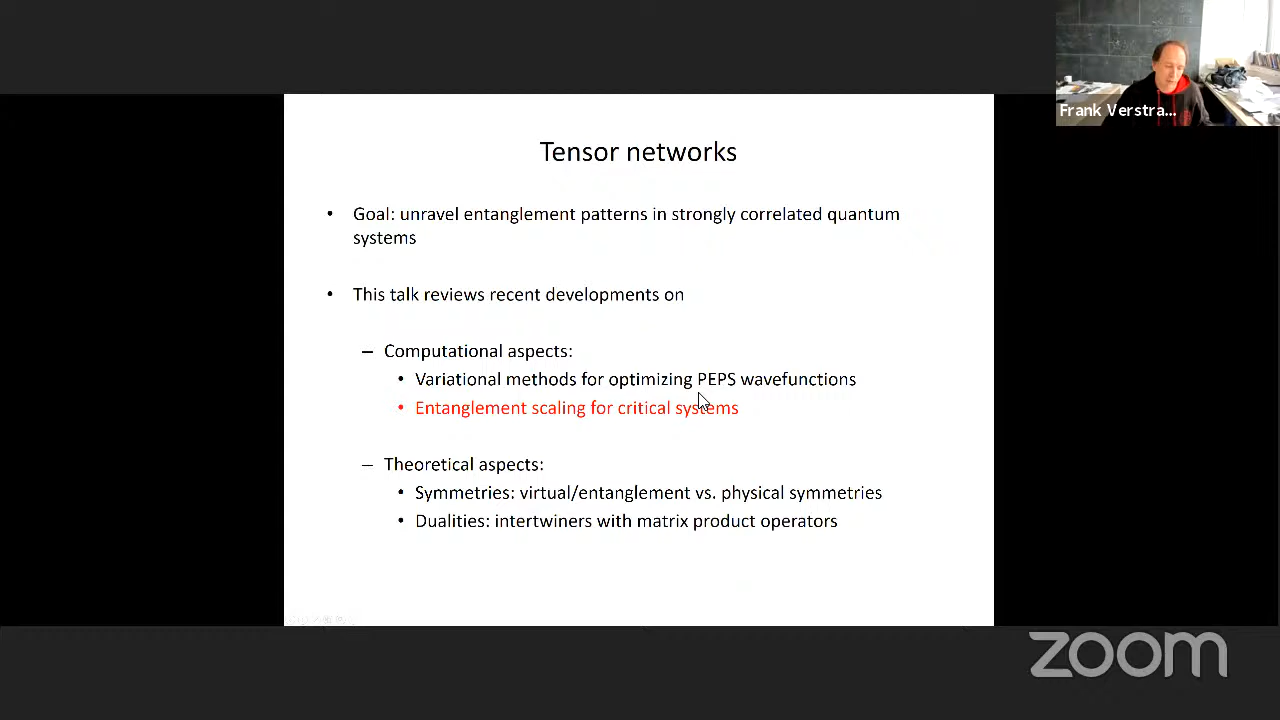 Frank Verstra...
Tensor networks
• Goal: unravel entanglement patterns in strongly correlated quantum
systems
• This talk reviews recent developments on
– Computational aspects:
• Variational methods for optimizing PEPS wavefunctions
• Entanglement scaling for critical systems
– Theoretical aspects:
• Symmetries: virtual/entanglement vs. physical symmetries
• Dualities: intertwiners with matrix product operators
zoom